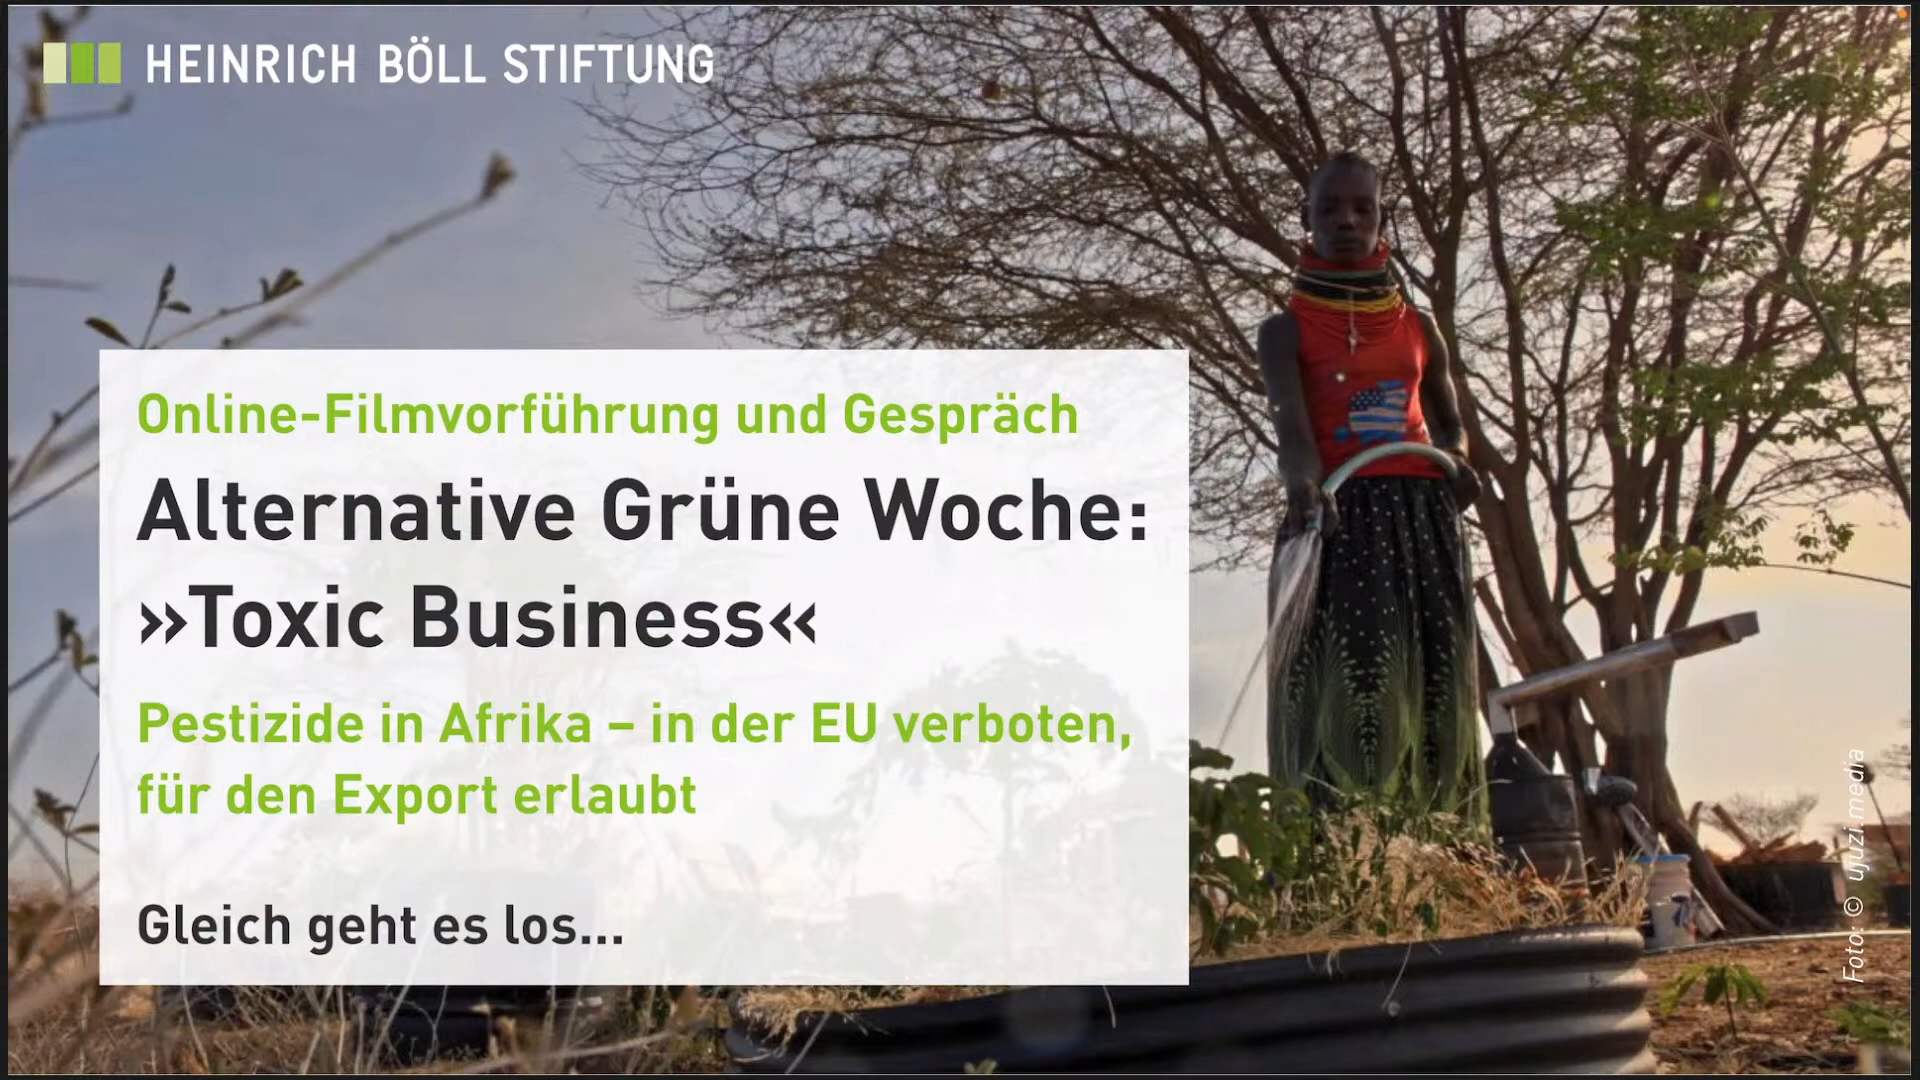 HEINRICH BÖLL STIFTUNG
Online-Filmvorführung und Gespräch
Alternative Grüne Woche:
»Toxic Business«
Pestizide in Afrika – in der EU verboten,
für den Export erlaubt
Gleich geht es los...
Foto: © ujuzi.media